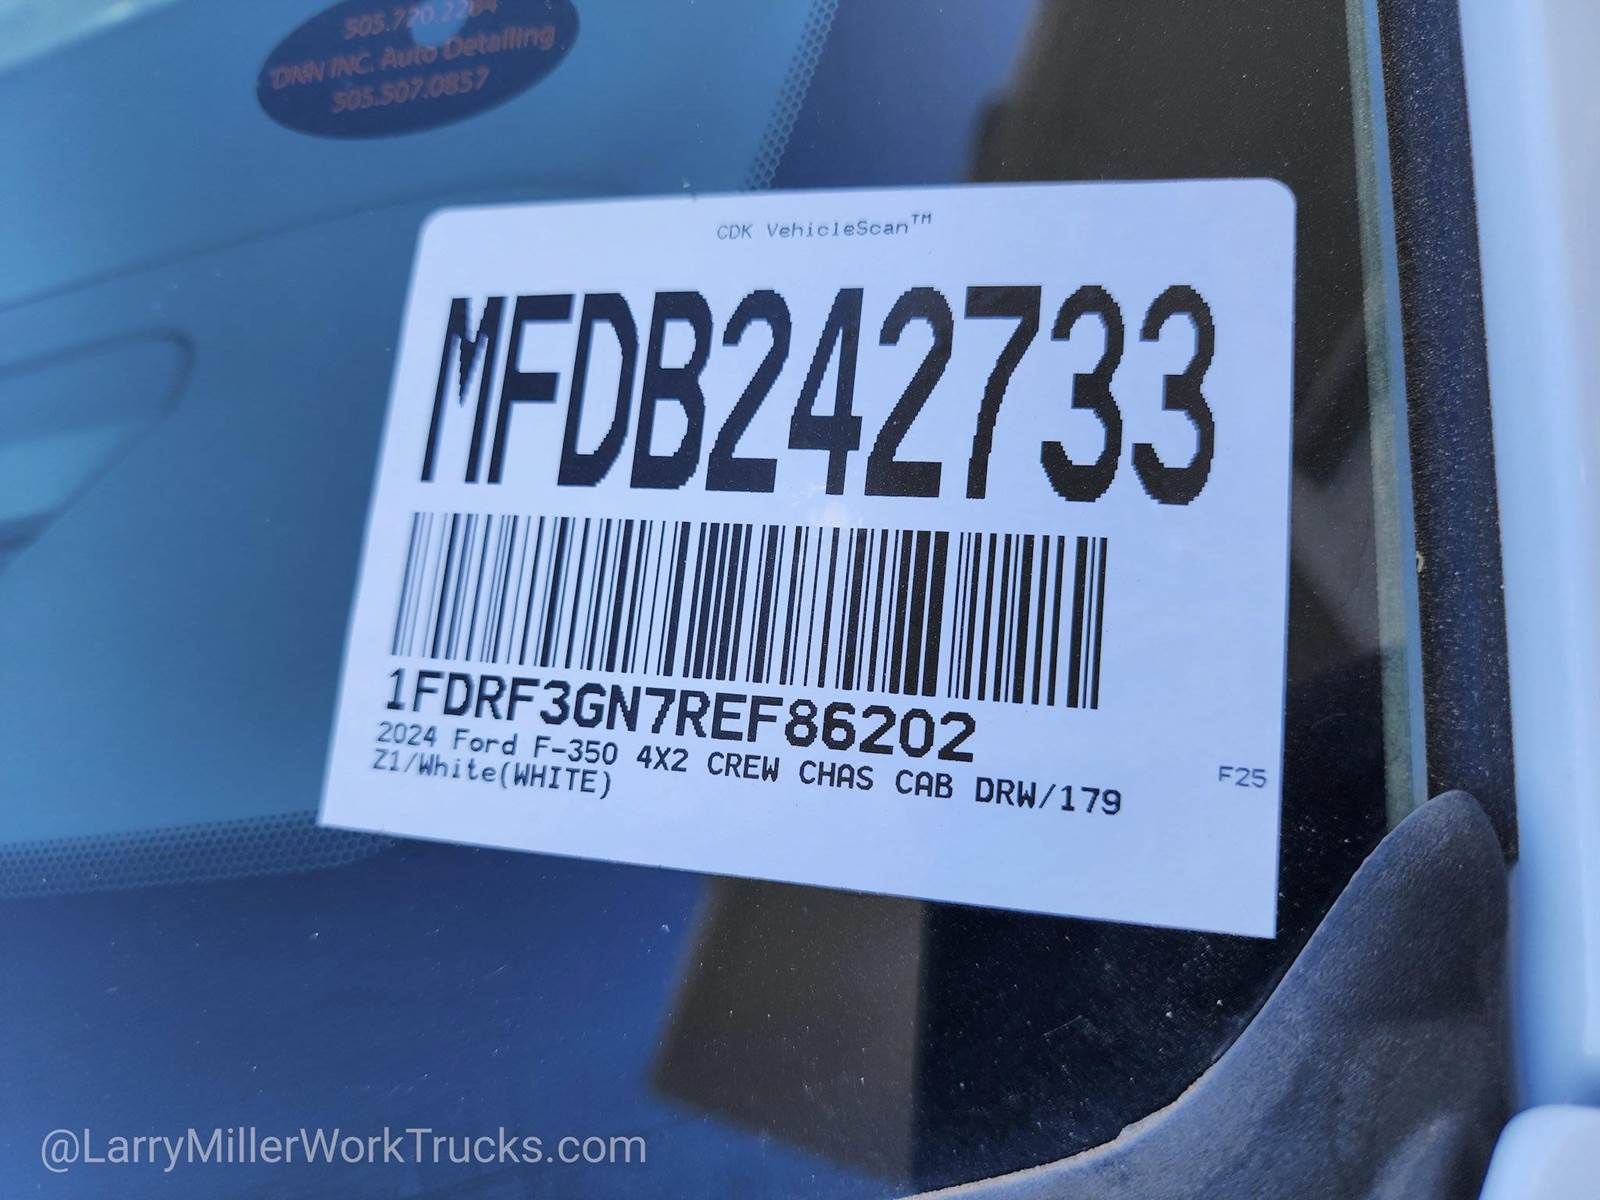 505.720.2284
DNN INC. Auto Detailing
505.507.0857
CDK VehicleScan™
MFDB242733
1FDRF3GN7REF86202
2024 Ford F-350 4X2 CREW CHAS CAB DRW/179
Z1/White(WHITE)
F25
@LarryMillerWorkTrucks.com